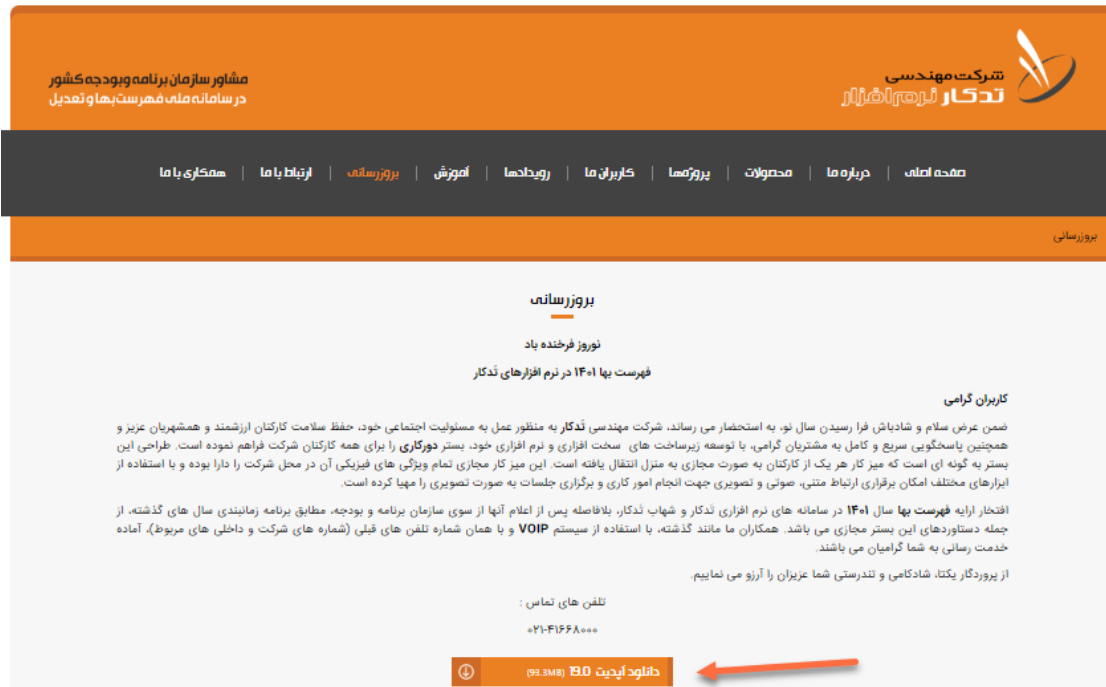 شرکت مهندسی
تدکار نرم‌افزار
مشاور سازمان برنامه و بودجه کشور
در سامانه ملی فهرست‌بها و تعدیل
صفحه اصلی | درباره ما | محصولات | پروژه‌ها | کاربران ما | رویدادها | آموزش | بروزرسانی | ارتباط با ما | همکاری با ما
بروزرسانی
بروزرسانی
نوروز فرخنده باد
فهرست بها ۱۴۰۱ در نرم افزارهای تَدکار
کاربران گرامی
ضمن عرض سلام و شادباش فرا رسیدن سال نو، به استحضار می رساند، شرکت مهندسی تَدکار به منظور عمل به مسئولیت اجتماعی خود، حفظ سلامت کارکنان ارزشمند و همشهریان عزیز و
همچنین پاسخگویی سریع و کامل به مشتریان گرامی، با توسعه زیرساخت های سخت افزاری و نرم افزاری خود، بستر دورکاری را برای همه کارکنان شرکت فراهم نموده است. طراحی این
بستر به گونه ای است که میز کار هر یک از کارکنان به صورت مجازی به منزل انتقال یافته است. این میز کار مجازی تمام ویژگی های فیزیکی آن در محل شرکت را دارا بوده و با استفاده از
ابزارهای مختلف امکان برقراری ارتباط متنی، صوتی و تصویری جهت انجام امور کاری و برگزاری جلسات به صورت تصویری را مهیا کرده است.
افتخار ارایه فهرست بها سال ۱۴۰۱ در سامانه های نرم افزاری تَدکار و شهاب تَدکار، بلافاصله پس از اعلام آنها از سوی سازمان برنامه و بودجه، مطابق برنامه زمانبندی سال های گذشته، از
جمله دستاوردهای این بستر مجازی می باشد. همکاران ما مانند گذشته، با استفاده از سیستم VOIP و با همان شماره تلفن های قبلی (شماره های شرکت و داخلی های مربوط)، آماده
خدمت رسانی به شما گرامیان می باشند.
از پروردگار یکتا، شادکامی و تندرستی شما عزیزان را آرزو می نماییم.
تلفن های تماس :
۰۲۱-۴۱۶۶۸۰۰۰
دانلود آپدیت 19.0 (93.3MB)